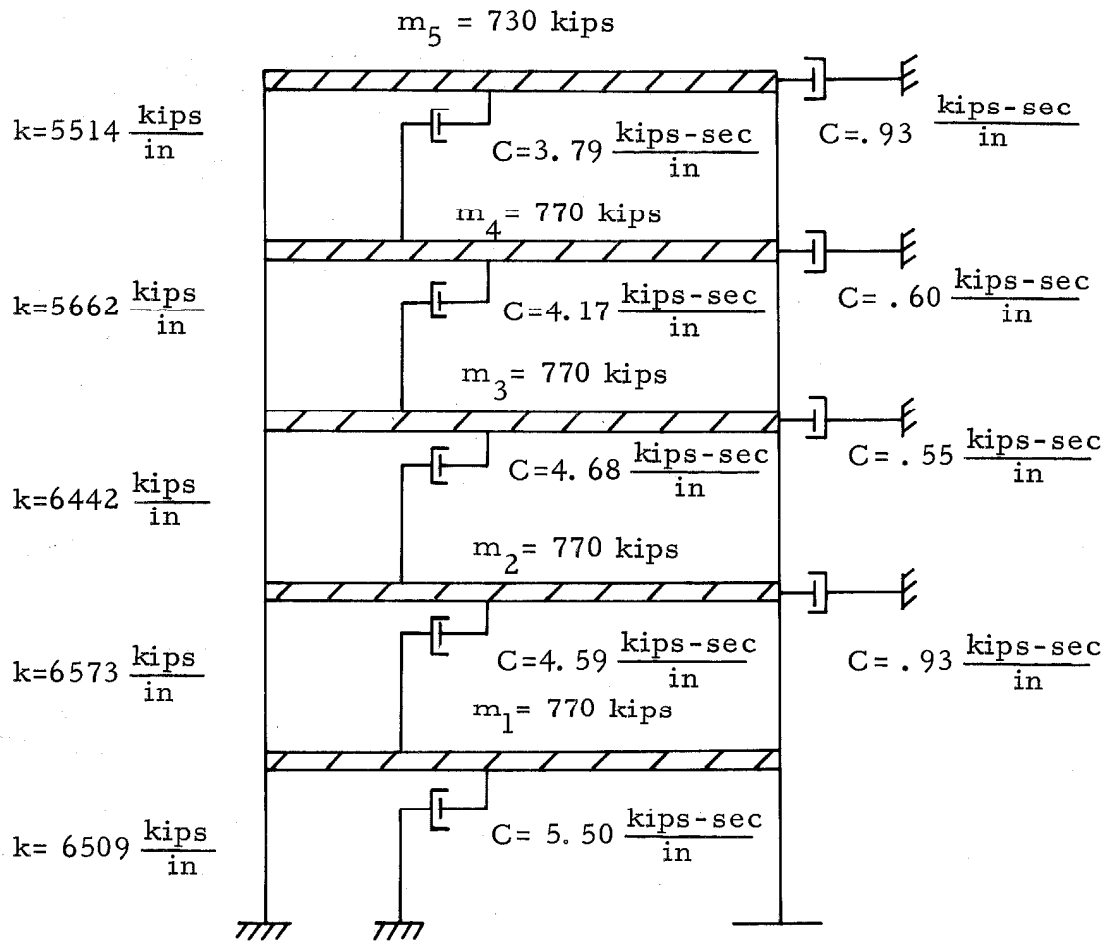 m5 = 730 kips
k=5514 kips/in
C=3.79 kips-sec/in
C=.93 kips-sec/in
m4 = 770 kips
k=5662 kips/in
C=4.17 kips-sec/in
C=.60 kips-sec/in
m3 = 770 kips
k=6442 kips/in
C=4.68 kips-sec/in
C=.55 kips-sec/in
m2 = 770 kips
k=6573 kips/in
C=4.59 kips-sec/in
C=.93 kips-sec/in
m1 = 770 kips
k= 6509 kips/in
C= 5.50 kips-sec/in